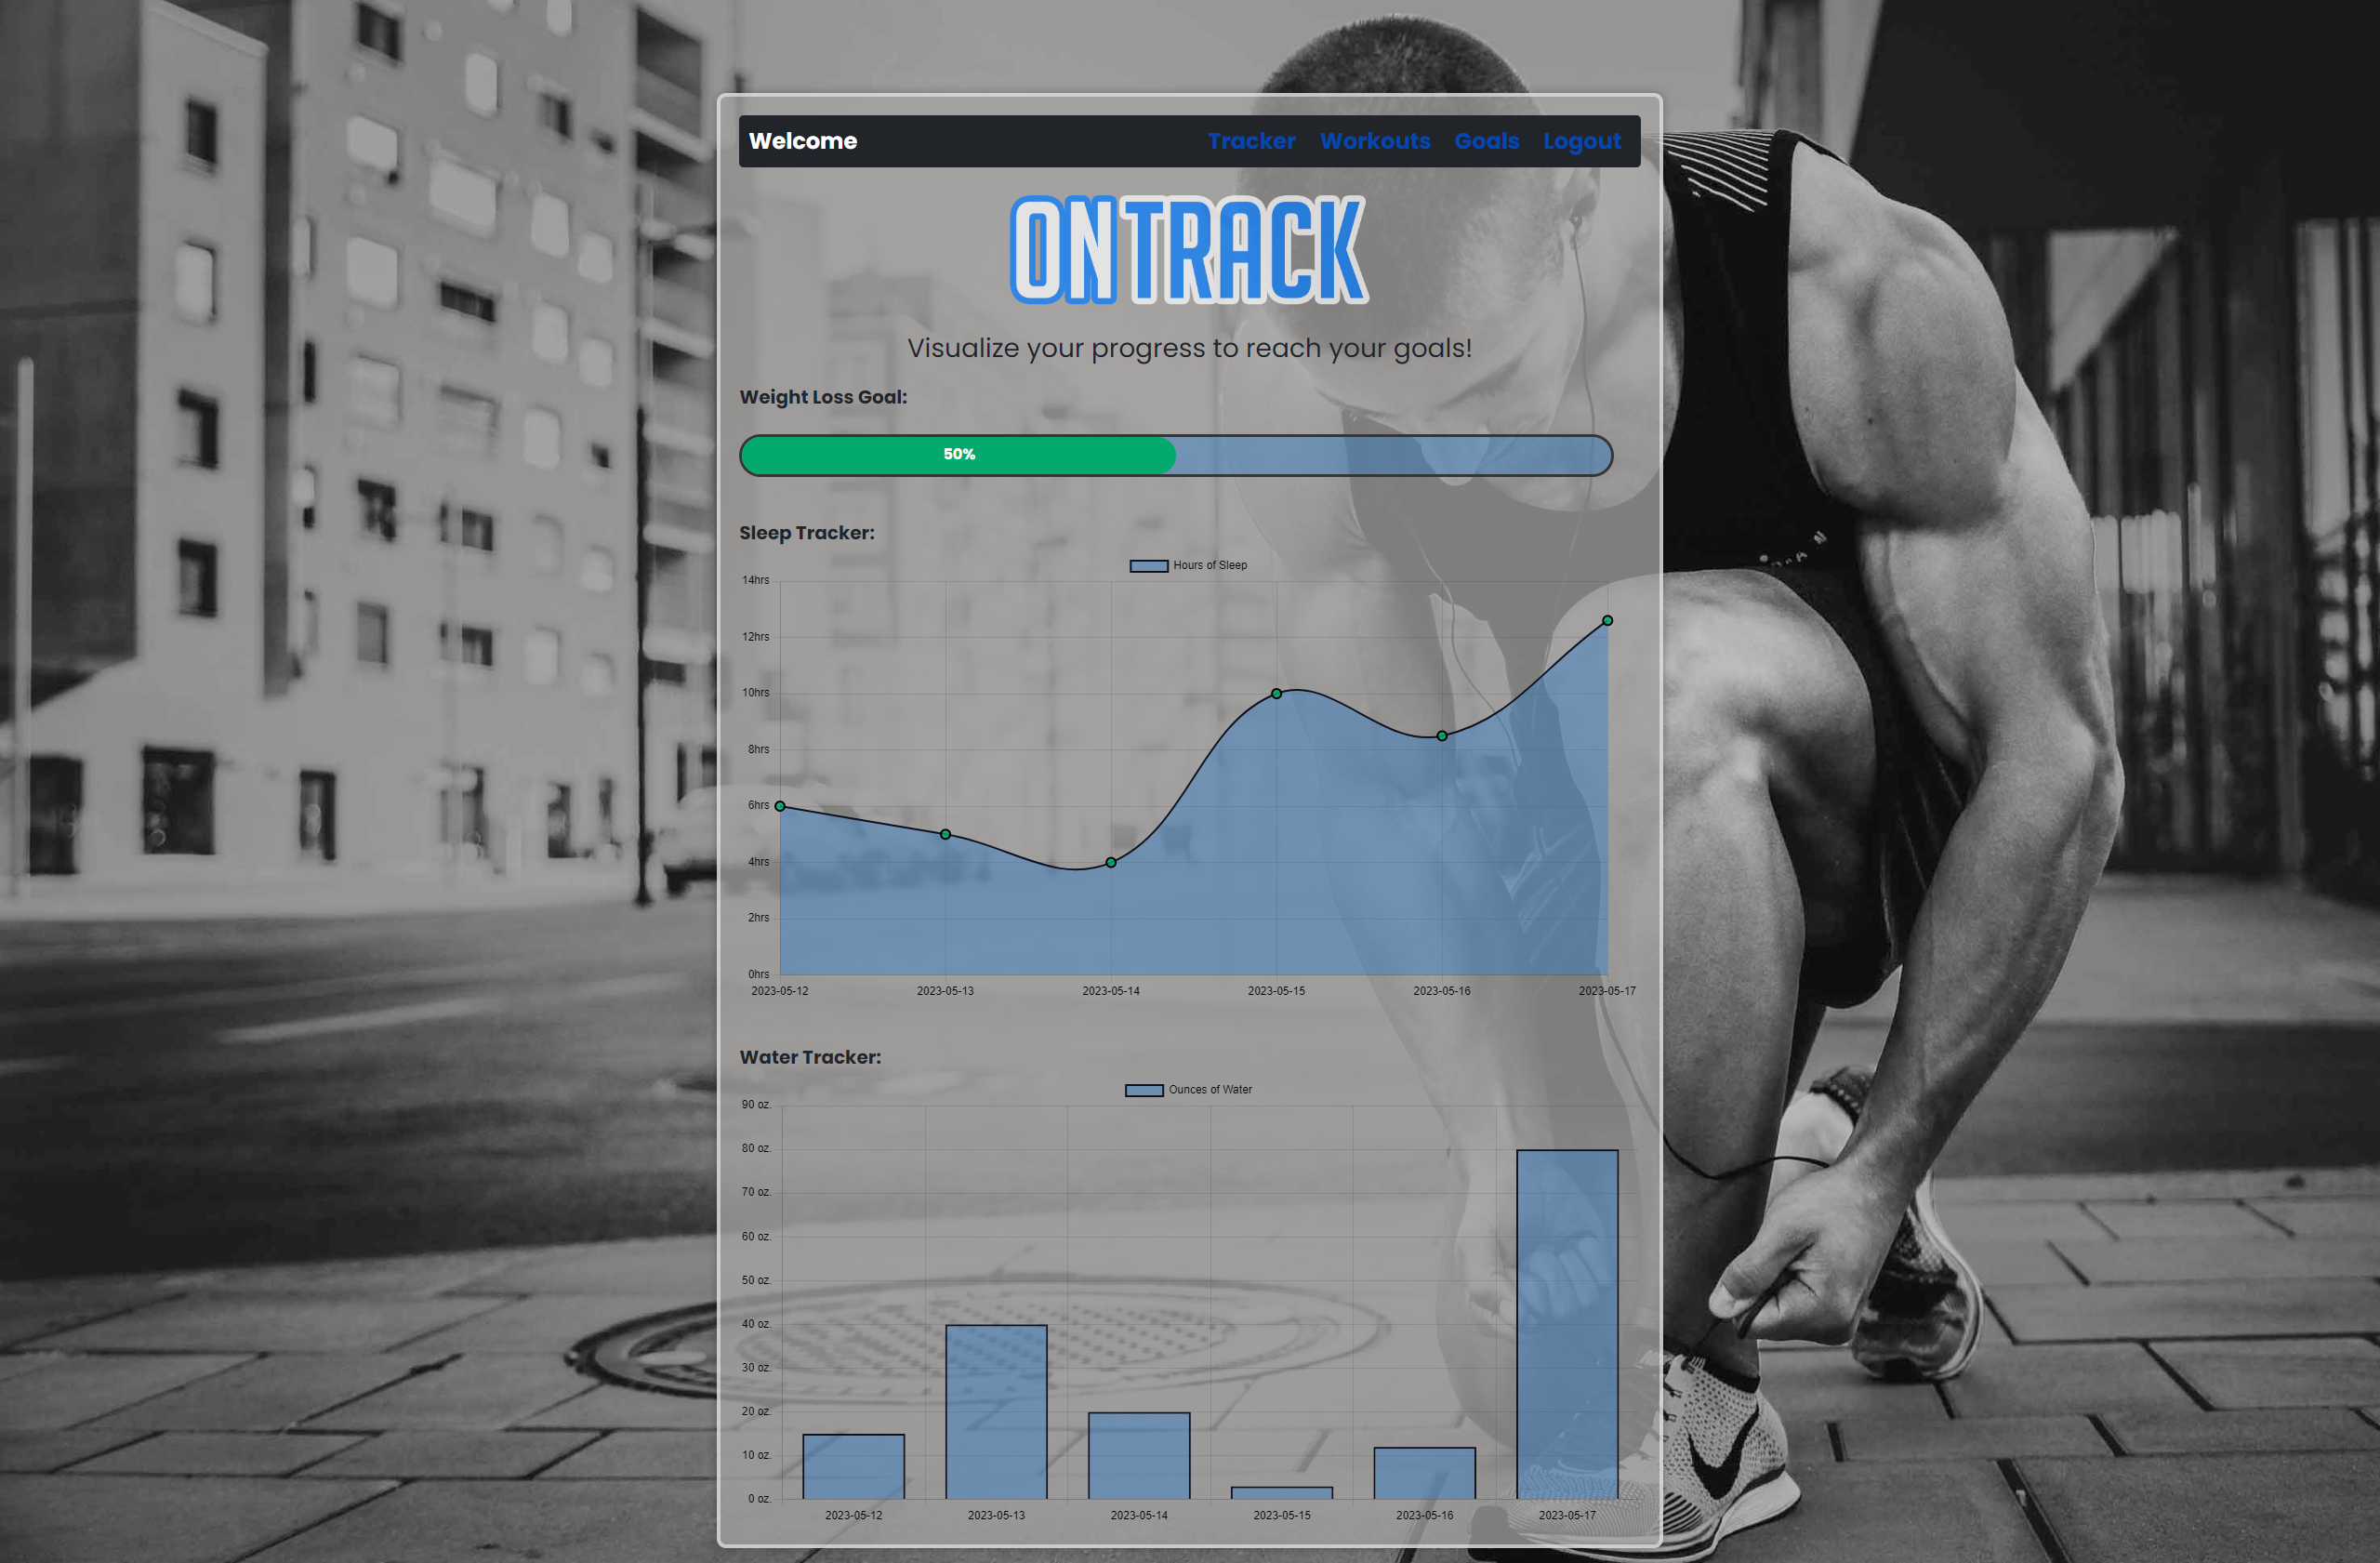 Welcome Tracker Workouts Goals Logout
ONTRACK
Visualize your progress to reach your goals!
Weight Loss Goal:
50%
Sleep Tracker:
Hours of Sleep
14hrs
12hrs
10hrs
8hrs
6hrs
4hrs
2hrs
0hrs
2023-05-12 2023-05-13 2023-05-14 2023-05-15 2023-05-16 2023-05-17
Water Tracker:
Ounces of Water
90 oz.
80 oz.
70 oz.
60 oz.
50 oz.
40 oz.
30 oz.
20 oz.
10 oz.
0 oz.
2023-05-12 2023-05-13 2023-05-14 2023-05-15 2023-05-16 2023-05-17